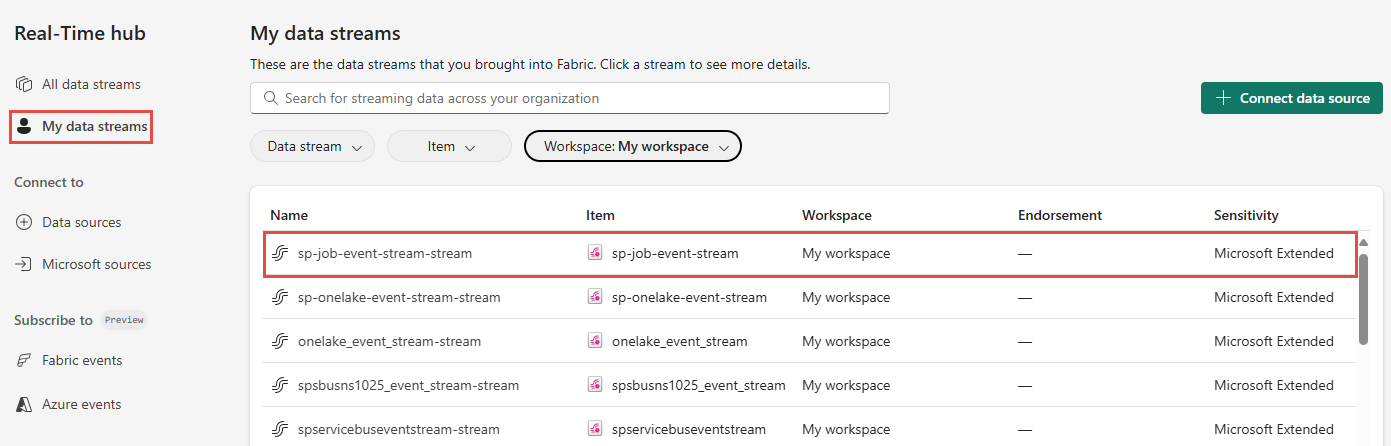 Real-Time hub
All data streams
My data streams
Connect to
Data sources
Microsoft sources
Subscribe to Preview
Fabric events
Azure events
My data streams
These are the data streams that you brought into Fabric. Click a stream to see more details.
Search for streaming data across your organization
Connect data source
Data stream Item Workspace: My workspace
Name Item Workspace Endorsement Sensitivity
sp-job-event-stream-stream sp-job-event-stream My workspace — Microsoft Extended
sp-onelake-event-stream-stream sp-onelake-event-stream My workspace — Microsoft Extended
onelake_event_stream-stream onelake_event_stream My workspace — Microsoft Extended
spsbusns1025_event_stream-stream spsbusns1025_event_stream My workspace — Microsoft Extended
spservicebuseventstream-stream spservicebuseventstream My workspace — Microsoft Extended